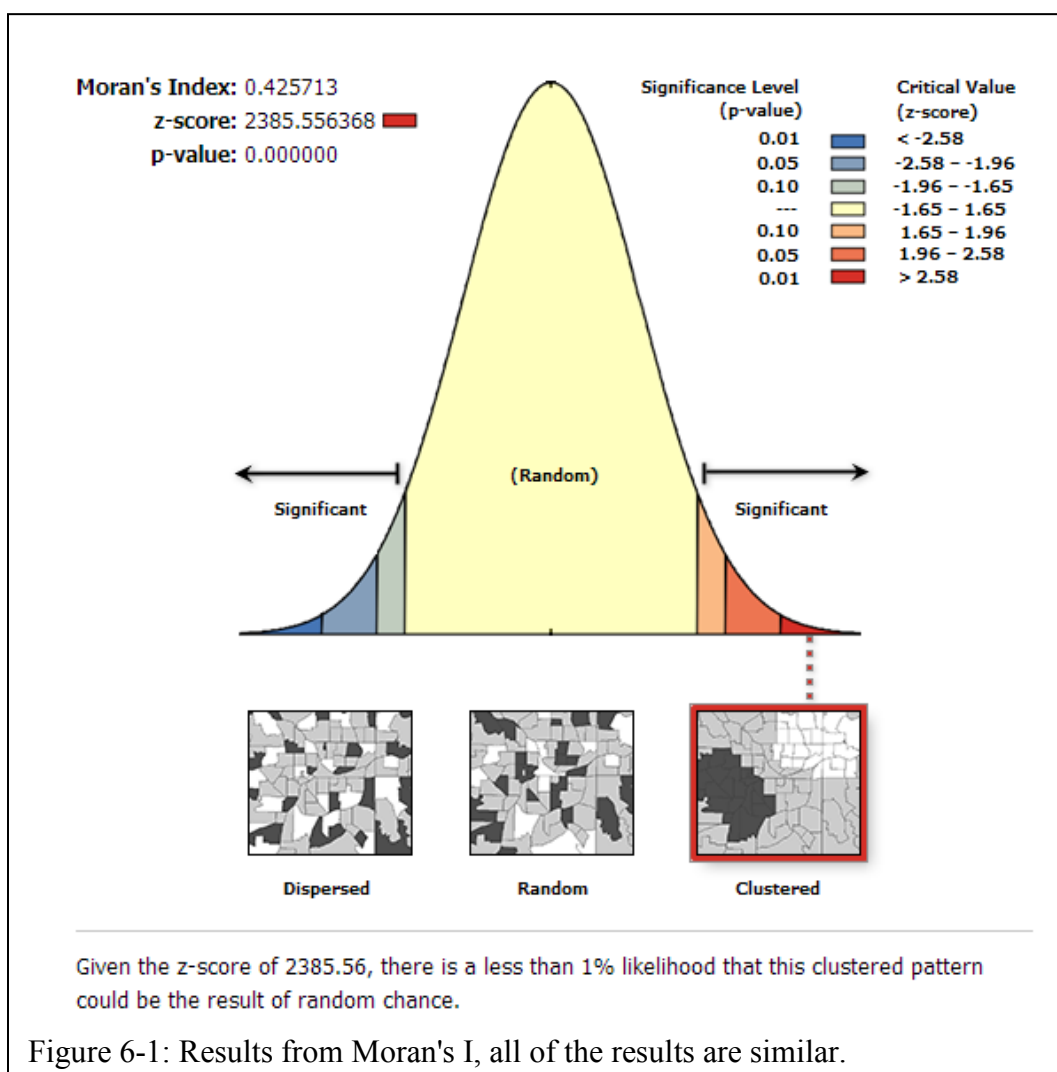 Moran's Index: 0.425713
z-score: 2385.556368
p-value: 0.000000
Significance Level
(p-value)
Critical Value
(z-score)
0.01 < -2.58
0.05 -2.58 – -1.96
0.10 -1.96 – -1.65
--- -1.65 – 1.65
0.10 1.65 – 1.96
0.05 1.96 – 2.58
0.01 > 2.58
(Random)
Significant
Significant
Dispersed
Random
Clustered
Given the z-score of 2385.56, there is a less than 1% likelihood that this clustered pattern
could be the result of random chance.
Figure 6-1: Results from Moran's I, all of the results are similar.